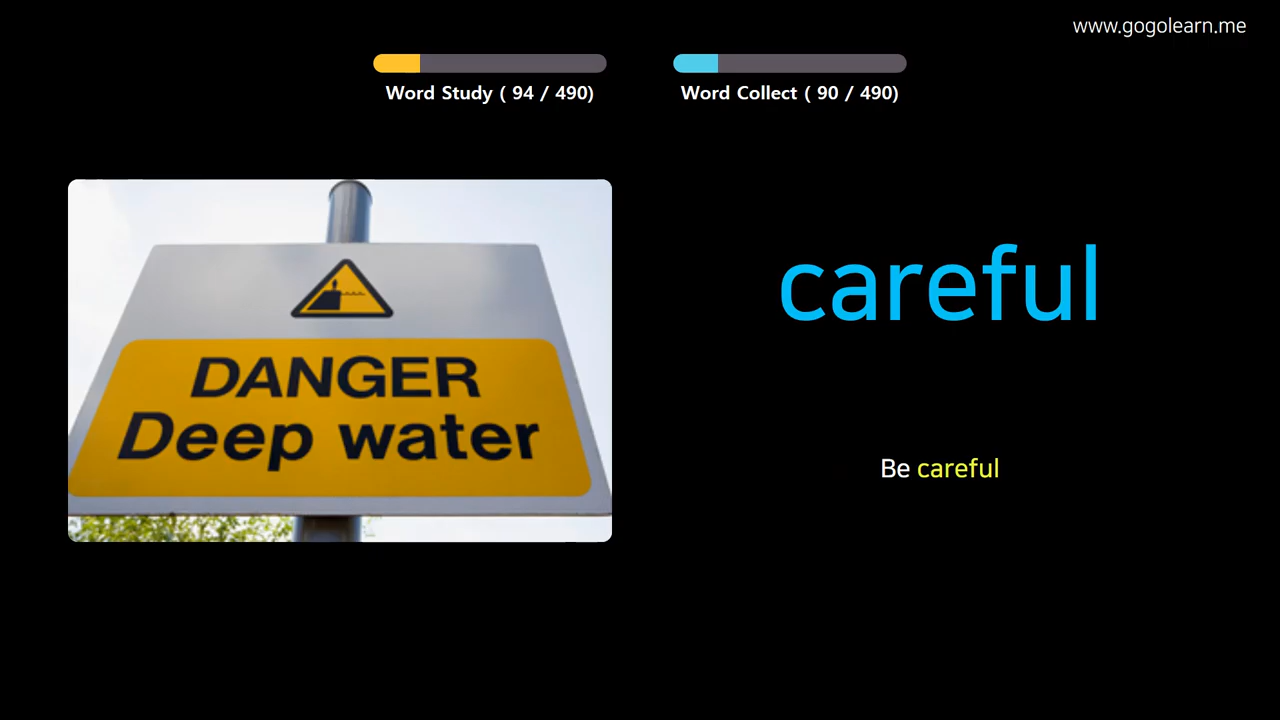 www.gogolearn.me
Word Study ( 94 / 490)
Word Collect ( 90 / 490)
DANGER
Deep water
careful
Be careful